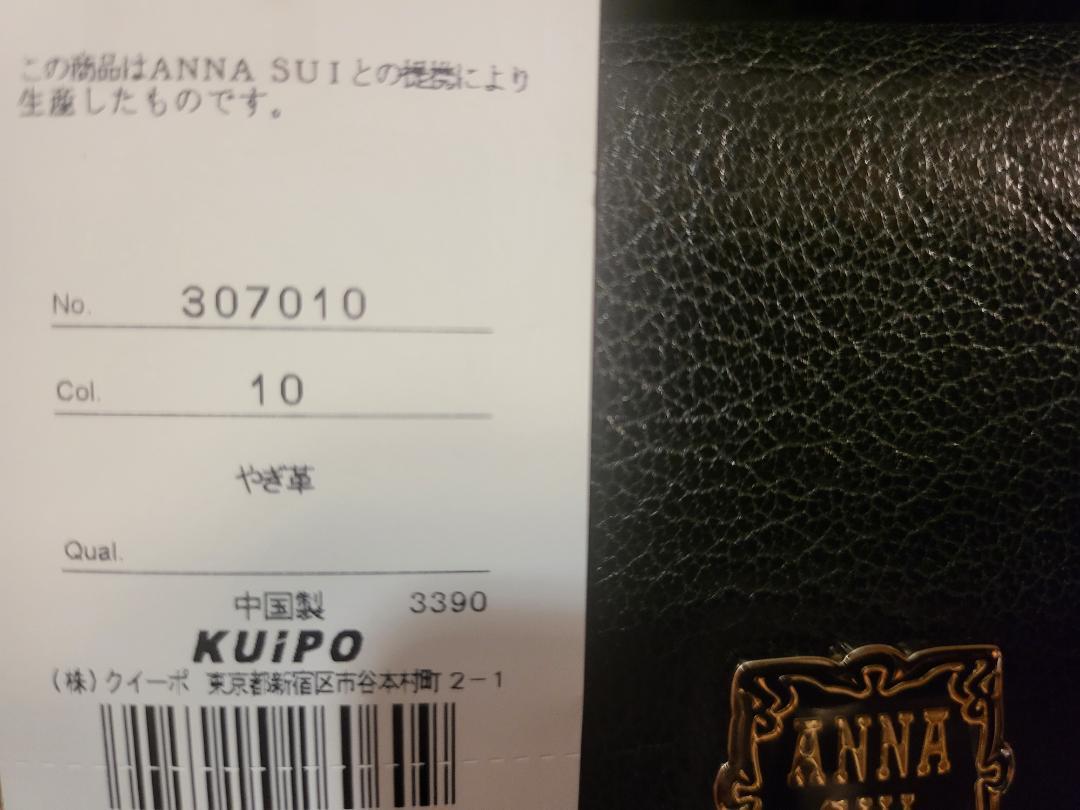 この商品はANNA SUIとの提携により
生産したものです。
No. 307010
Col. 10
やぎ革
Qual.
中国製 3390
KUiPO
(株)クイーポ 東京都新宿区市谷本村町2-1
ANNA
SUI